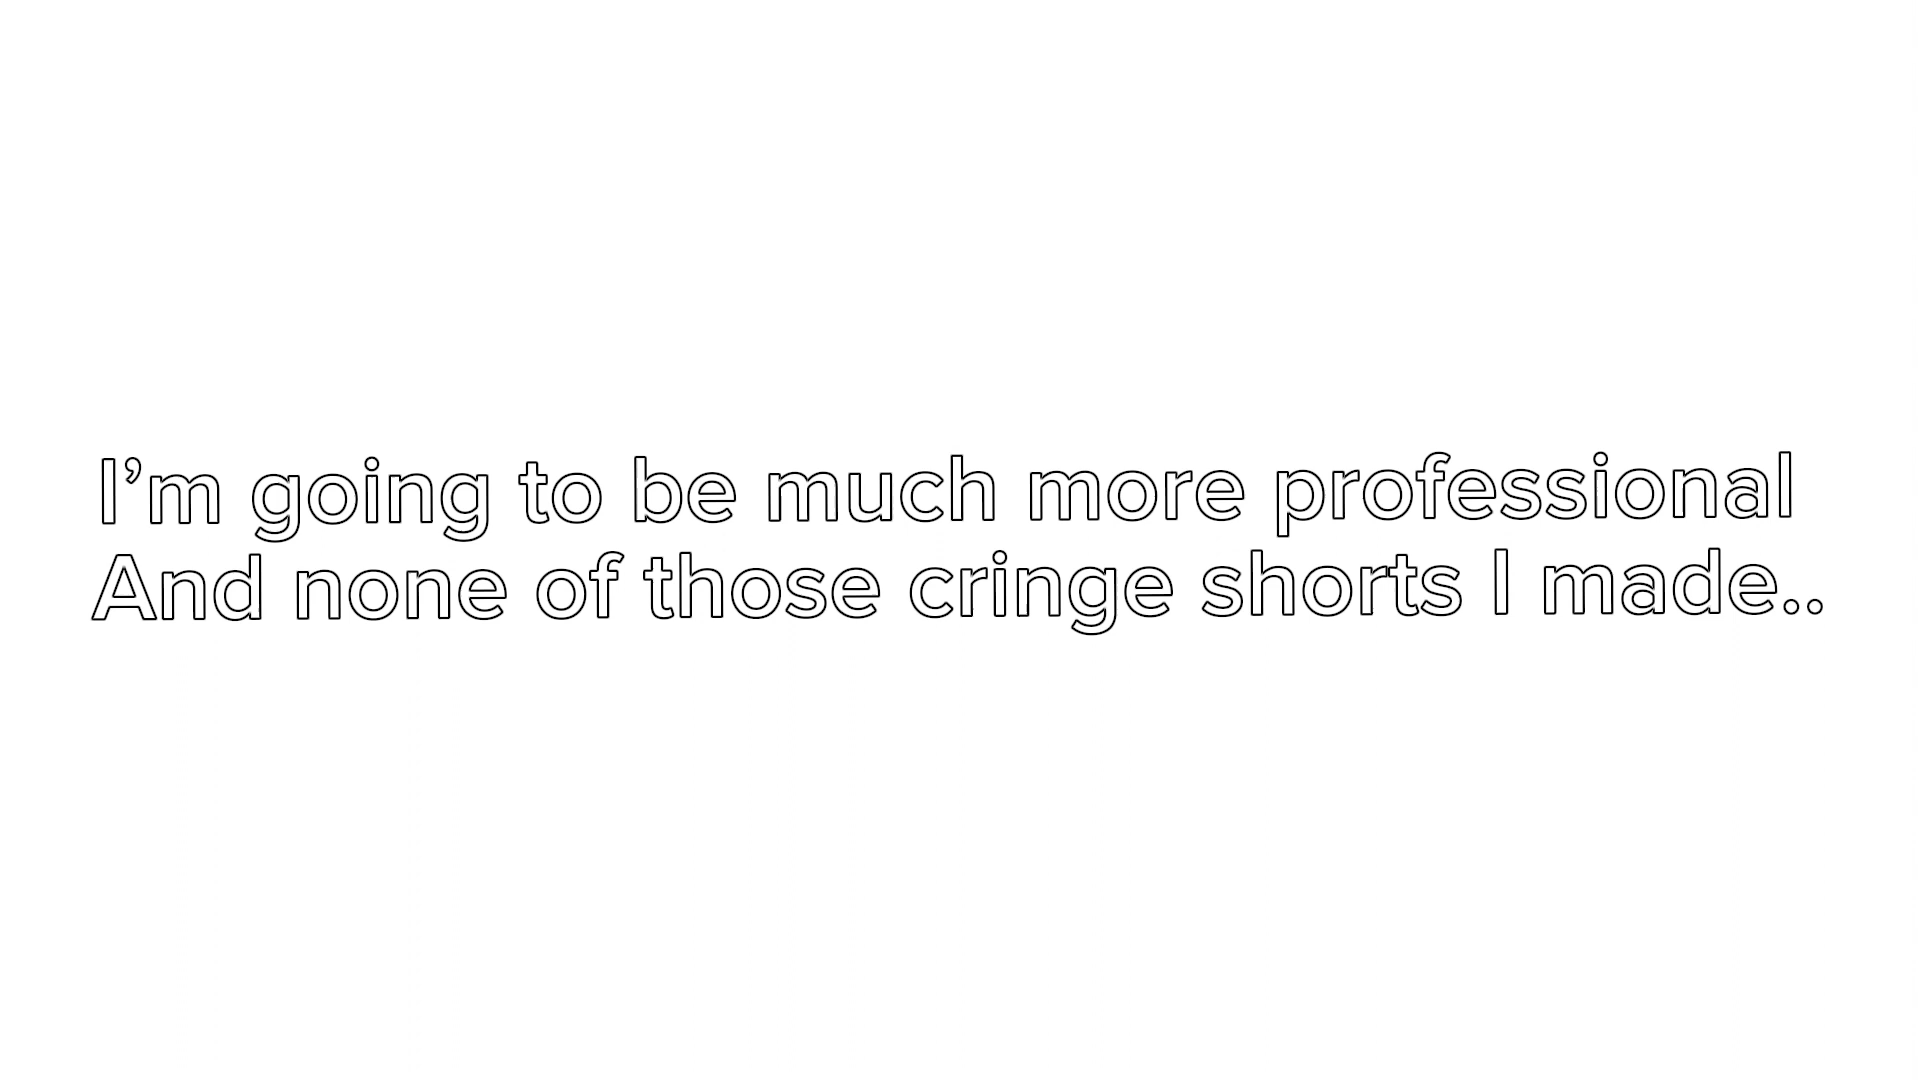 I’m going to be much more professional
And none of those cringe shorts I made..